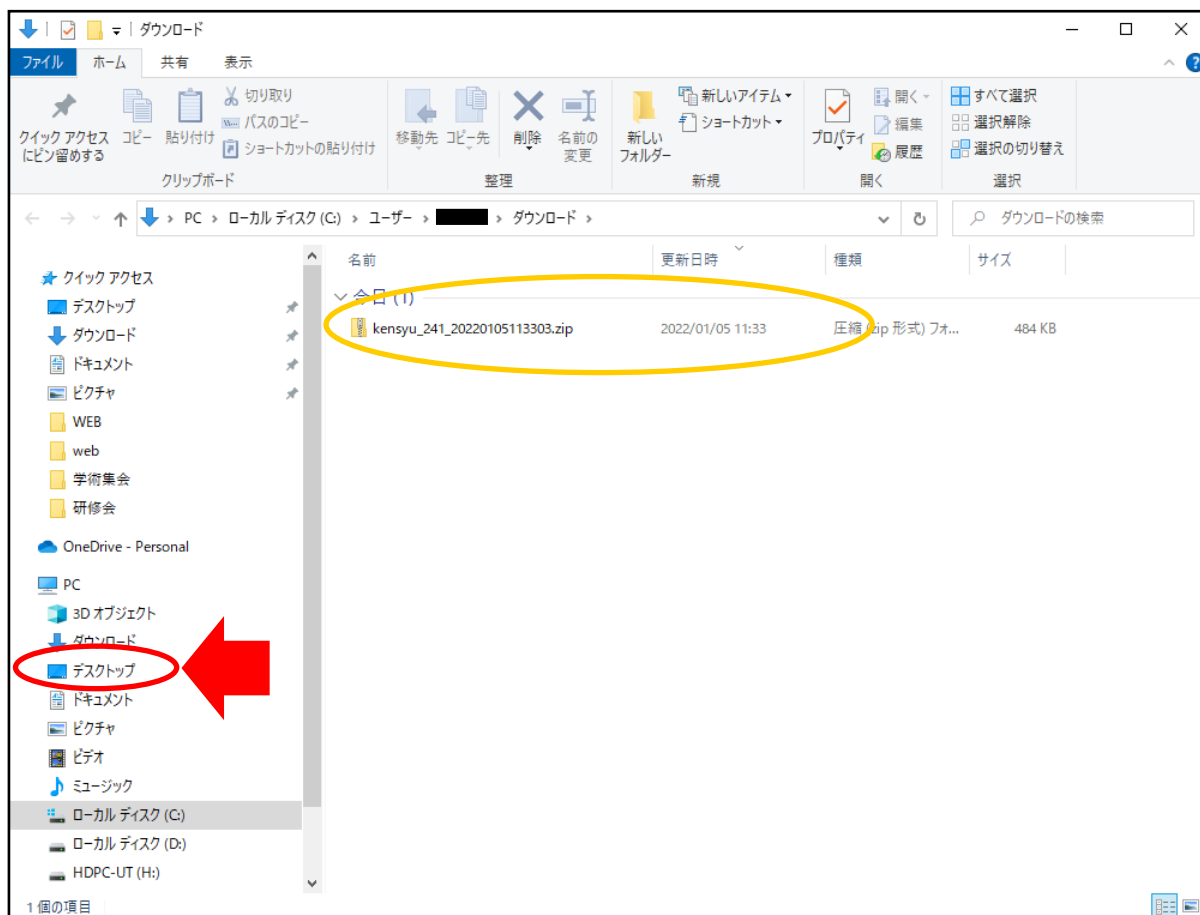 ダウンロード
ファイル ホーム 共有 表示
クイック アクセス
にピン留めする
コピー
貼り付け
切り取り
パスのコピー
ショートカットの貼り付け
クリップボード
移動先
コピー先
削除
名前の
変更
整理
新しい
フォルダー
新しいアイテム
ショートカット
新規
プロパティ
開く
編集
履歴
開く
すべて選択
選択解除
選択の切り替え
選択
PC › ローカル ディスク (C:) › ユーザー › › ダウンロード ›
ダウンロードの検索
名前 更新日時 種類 サイズ
今日 (1)
kensyu_241_20220105113303.zip 2022/01/05 11:33 圧縮 (zip 形式) フォ... 484 KB
クイック アクセス
デスクトップ
ダウンロード
ドキュメント
ピクチャ
WEB
web
学術集会
研修会
OneDrive - Personal
PC
3D オブジェクト
ダウンロード
デスクトップ
ドキュメント
ピクチャ
ビデオ
ミュージック
ローカル ディスク (C:)
ローカル ディスク (D:)
HDPC-UT (H:)
1 個の項目